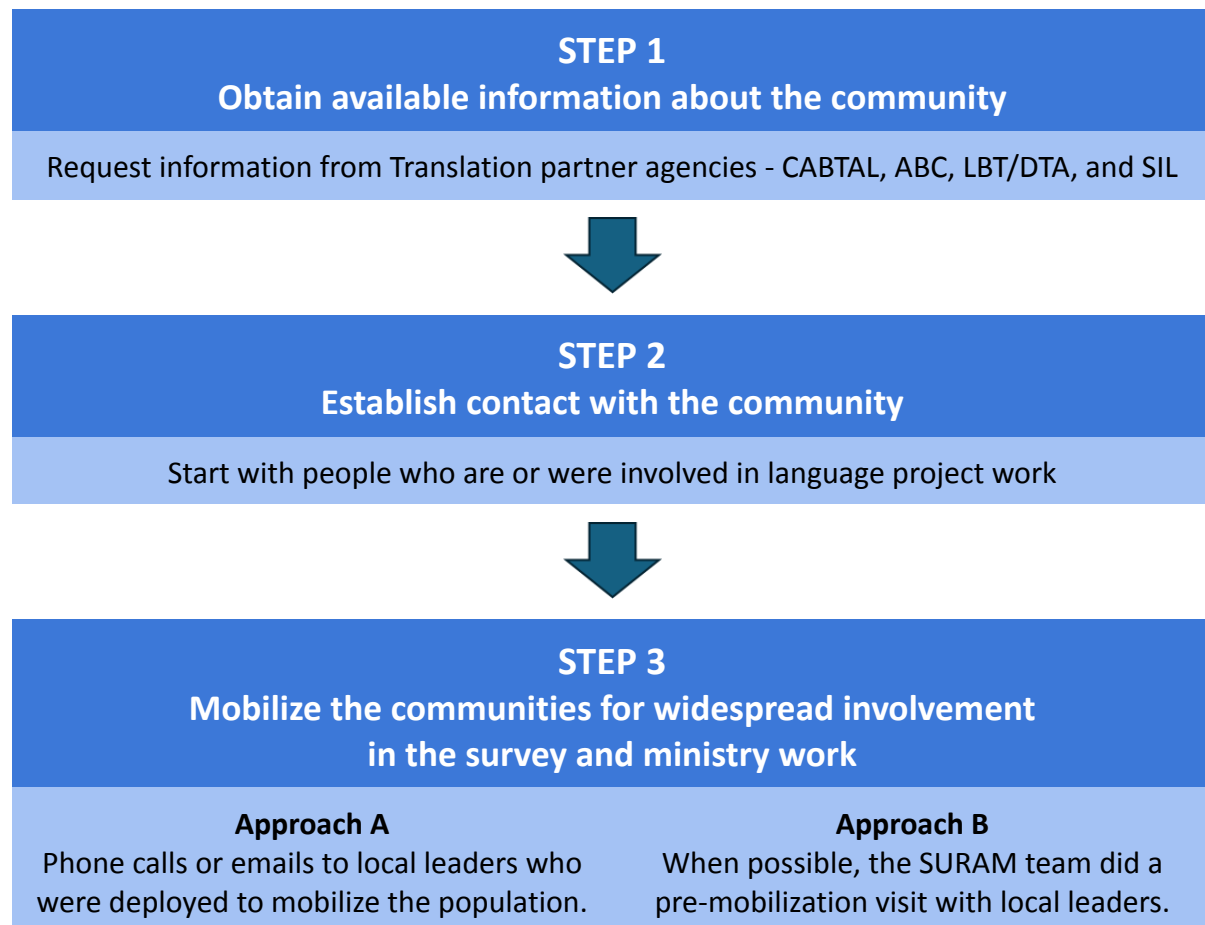 STEP 1
Obtain available information about the community
Request information from Translation partner agencies - CABTAL, ABC, LBT/DTA, and SIL
STEP 2
Establish contact with the community
Start with people who are or were involved in language project work
STEP 3
Mobilize the communities for widespread involvement
in the survey and ministry work
Approach A
Phone calls or emails to local leaders who
were deployed to mobilize the population.
Approach B
When possible, the SURAM team did a
pre-mobilization visit with local leaders.